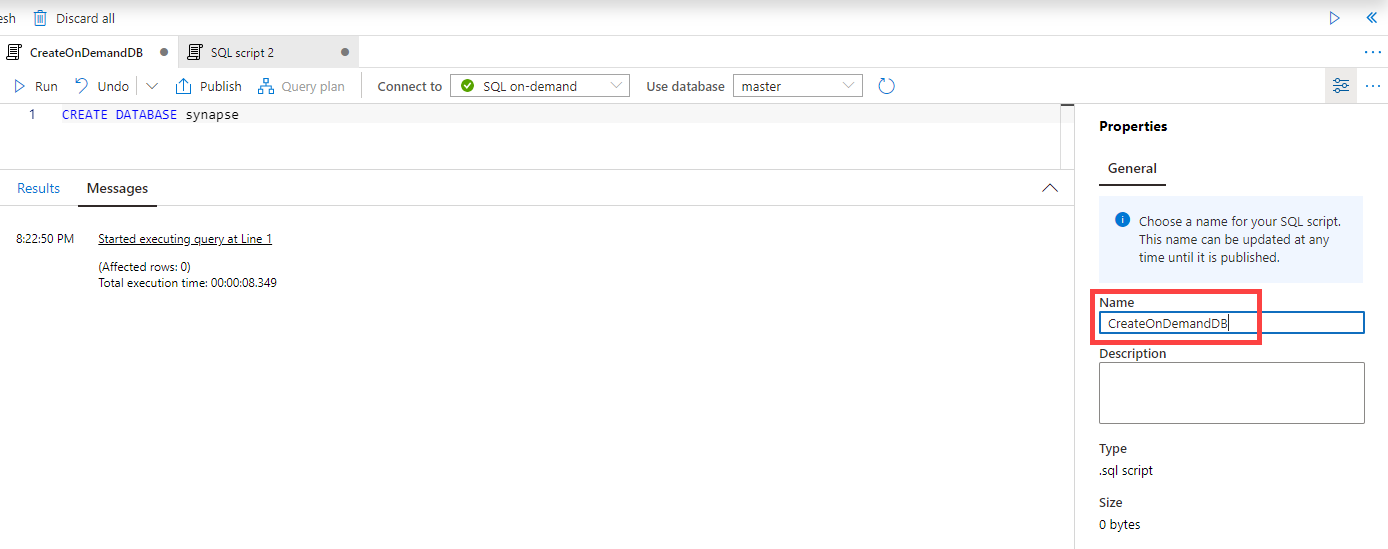 esh Discard all
CreateOnDemandDB SQL script 2
Run Undo Publish Query plan Connect to SQL on-demand Use database master
1 CREATE DATABASE synapse
Results Messages
8:22:50 PM Started executing query at Line 1
(Affected rows: 0)
Total execution time: 00:00:08.349
Properties
General
Choose a name for your SQL script.
This name can be updated at any
time until it is published.
Name
CreateOnDemandDB
Description
Type
.sql script
Size
0 bytes